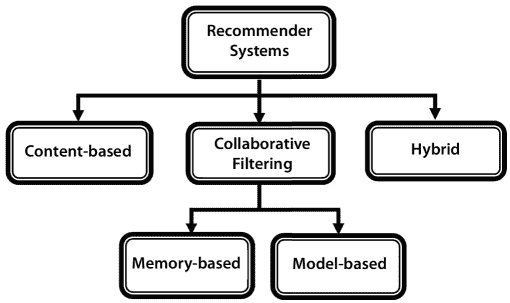 Recommender
Systems
Content-based
Collaborative
Filtering
Hybrid
Memory-based
Model-based